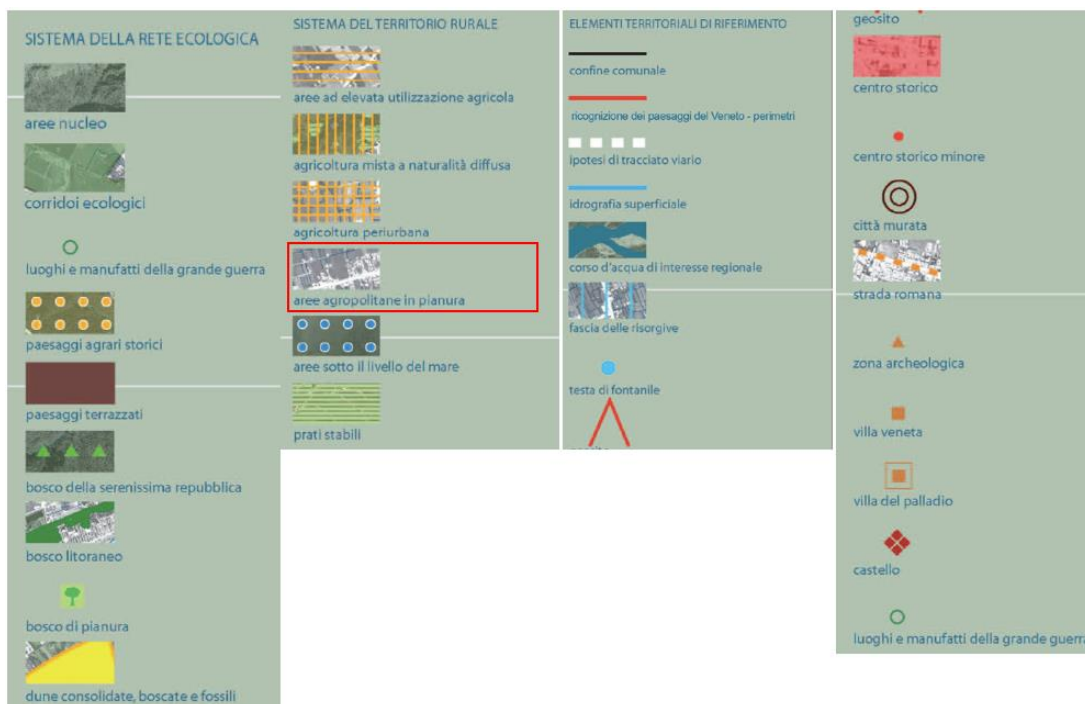 SISTEMA DELLA RETE ECOLOGICA
aree nucleo
corridoi ecologici
luoghi e manufatti della grande guerra
paesaggi agrari storici
paesaggi terrazzati
bosco della serenissima repubblica
bosco litoraneo
bosco di pianura
dune consolidate, boscate e fossili
SISTEMA DEL TERRITORIO RURALE
aree ad elevata utilizzazione agricola
agricoltura mista a naturalità diffusa
agricoltura periurbana
aree agropolitane in pianura
aree sotto il livello del mare
prati stabili
ELEMENTI TERRITORIALI DI RIFERIMENTO
confine comunale
ricognizione dei paesaggi del Veneto - perimetri
ipotesi di tracciato viario
idrografia superficiale
corso d'acqua di interesse regionale
fascia delle risorgive
testa di fontanile
geosito
centro storico
centro storico minore
città murata
strada romana
zona archeologica
villa veneta
villa del palladio
castello
luoghi e manufatti della grande guerra